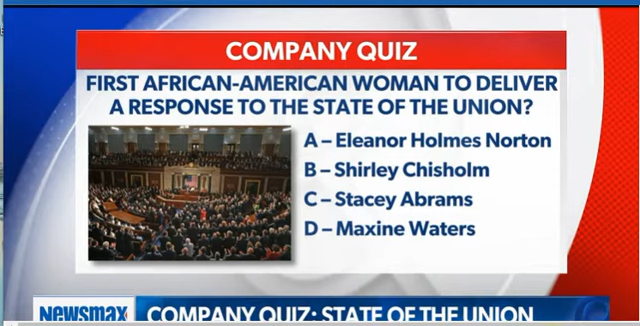 COMPANY QUIZ
FIRST AFRICAN-AMERICAN WOMAN TO DELIVER
A RESPONSE TO THE STATE OF THE UNION?
A – Eleanor Holmes Norton
B – Shirley Chisholm
C – Stacey Abrams
D – Maxine Waters
newsmax COMPANY QUIZ: STATE OF THE UNION